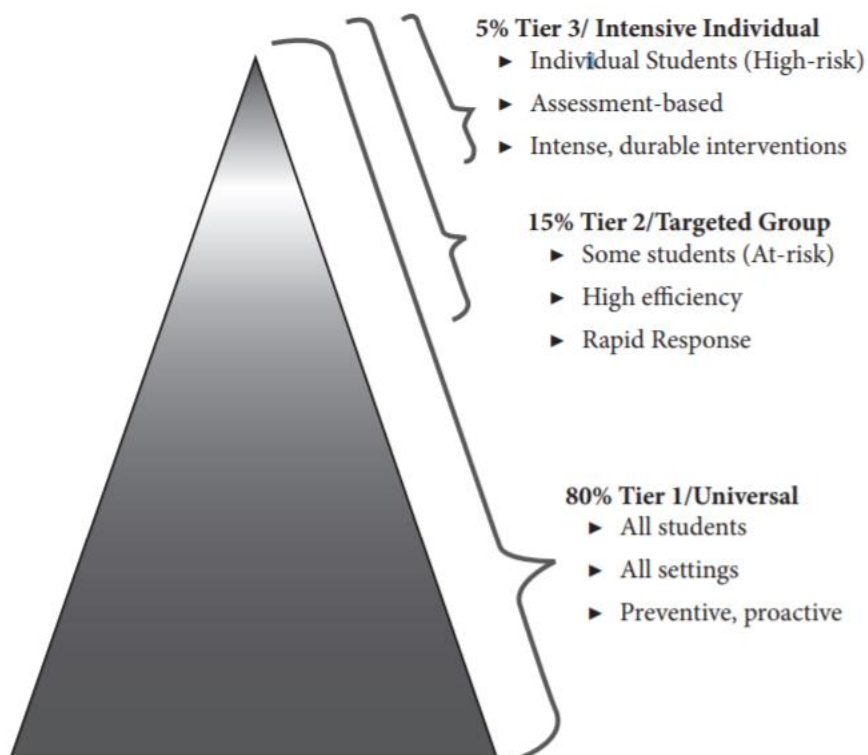 5% Tier 3/ Intensive Individual
► Individual Students (High-risk)
► Assessment-based
► Intense, durable interventions
15% Tier 2/Targeted Group
► Some students (At-risk)
► High efficiency
► Rapid Response
80% Tier 1/Universal
► All students
► All settings
► Preventive, proactive